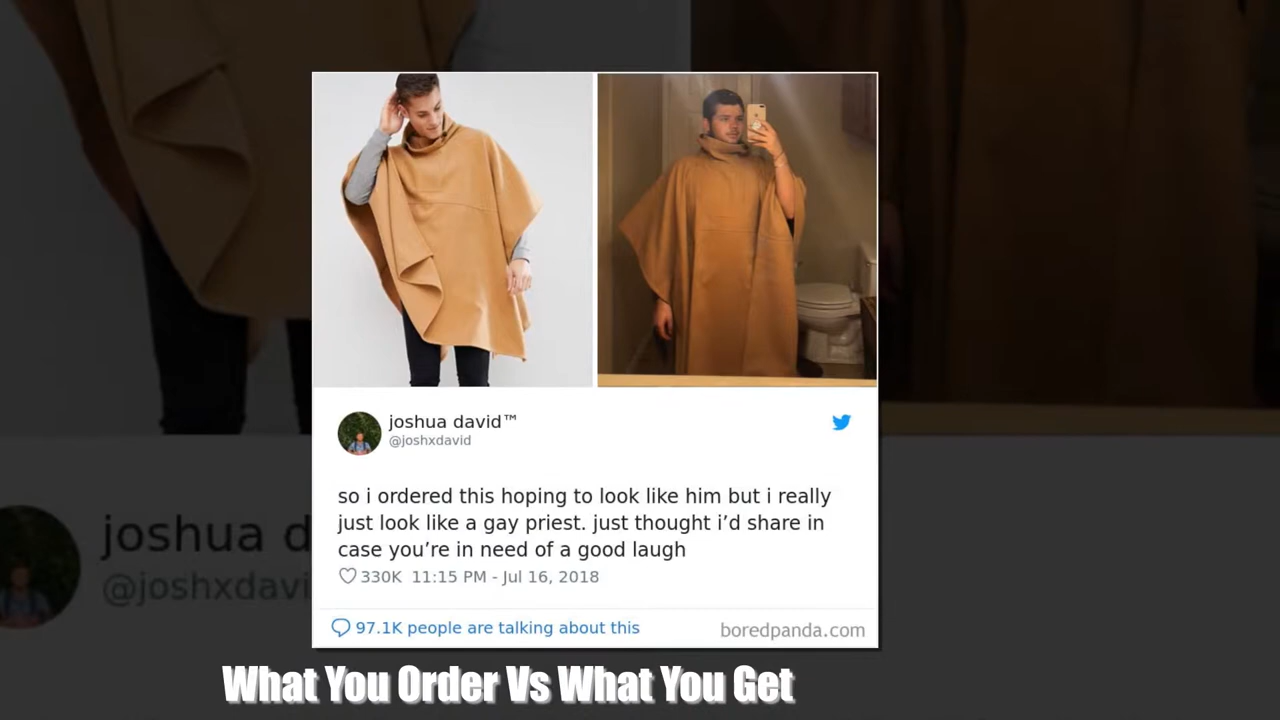 joshua david™
@joshxdavid
so i ordered this hoping to look like him but i really
just look like a gay priest. just thought i’d share in
case you’re in need of a good laugh
330K 11:15 PM - Jul 16, 2018
97.1K people are talking about this
boredpanda.com
joshua d
@joshxdavi
What You Order Vs What You Get